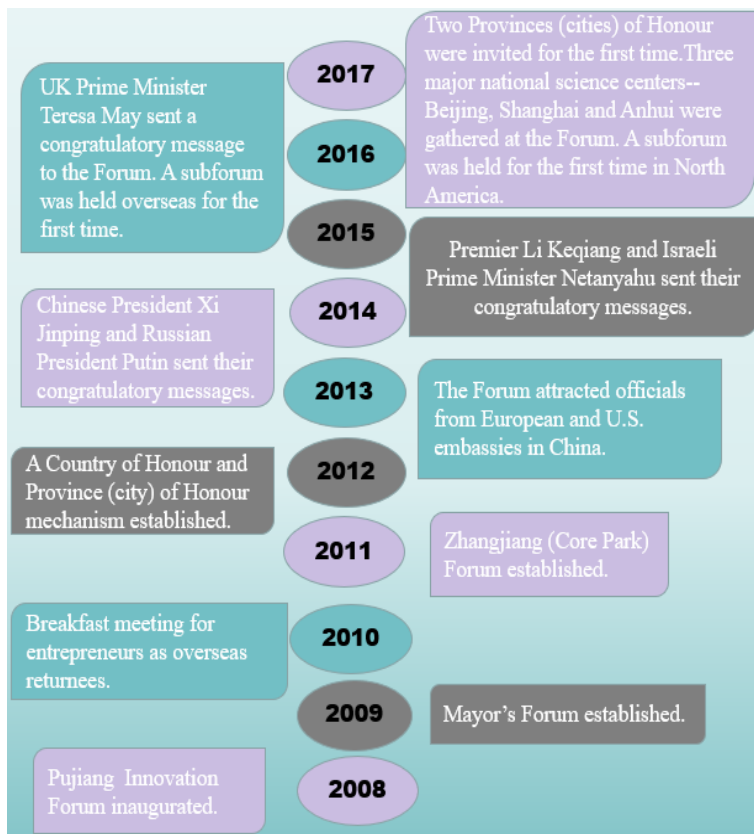 2017
Two Provinces (cities) of Honour
were invited for the first time.Three
major national science centers--
Beijing, Shanghai and Anhui were
gathered at the Forum. A subforum
was held for the first time in North
America.
UK Prime Minister
Teresa May sent a
congratulatory message
to the Forum. A subforum
was held overseas for the
first time.
2016
2015
Premier Li Keqiang and Israeli
Prime Minister Netanyahu sent their
congratulatory messages.
Chinese President Xi
Jinping and Russian
President Putin sent their
congratulatory messages.
2014
2013
The Forum attracted officials
from European and U.S.
embassies in China.
A Country of Honour and
Province (city) of Honour
mechanism established.
2012
2011
Zhangjiang (Core Park)
Forum established.
Breakfast meeting for
entrepreneurs as overseas
returnees.
2010
2009
Mayor’s Forum established.
Pujiang  Innovation
Forum inaugurated.
2008